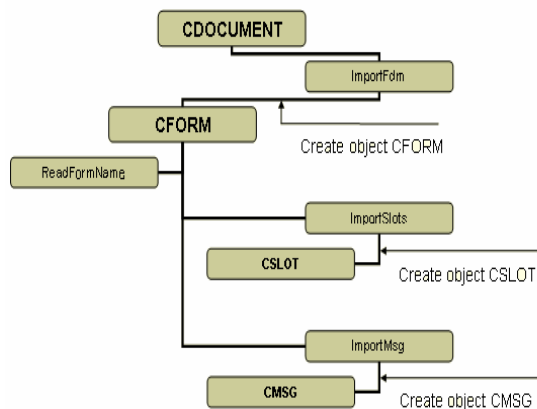 CDOCUMENT
ImportFdm
CFORM
Create object CFORM
ReadFormName
ImportSlots
CSLOT
Create object CSLOT
ImportMsg
CMSG
Create object CMSG